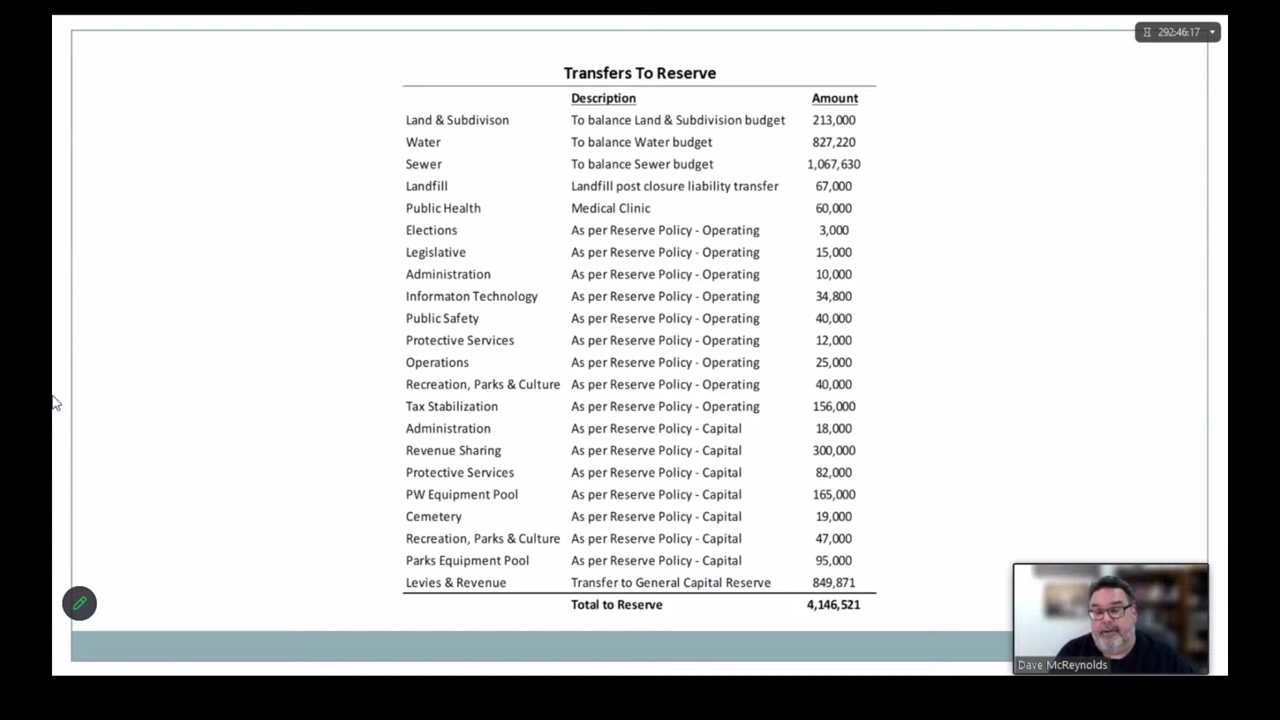 292:46:17
Transfers To Reserve
Description Amount
Land & Subdivison To balance Land & Subdivision budget 213,000
Water To balance Water budget 827,220
Sewer To balance Sewer budget 1,067,630
Landfill Landfill post closure liability transfer 67,000
Public Health Medical Clinic 60,000
Elections As per Reserve Policy - Operating 3,000
Legislative As per Reserve Policy - Operating 15,000
Administration As per Reserve Policy - Operating 10,000
Informaton Technology As per Reserve Policy - Operating 34,800
Public Safety As per Reserve Policy - Operating 40,000
Protective Services As per Reserve Policy - Operating 12,000
Operations As per Reserve Policy - Operating 25,000
Recreation, Parks & Culture As per Reserve Policy - Operating 40,000
Tax Stabilization As per Reserve Policy - Operating 156,000
Administration As per Reserve Policy - Capital 18,000
Revenue Sharing As per Reserve Policy - Capital 300,000
Protective Services As per Reserve Policy - Capital 82,000
PW Equipment Pool As per Reserve Policy - Capital 165,000
Cemetery As per Reserve Policy - Capital 19,000
Recreation, Parks & Culture As per Reserve Policy - Capital 47,000
Parks Equipment Pool As per Reserve Policy - Capital 95,000
Levies & Revenue Transfer to General Capital Reserve 849,871
Total to Reserve 4,146,521
Dave McReynolds